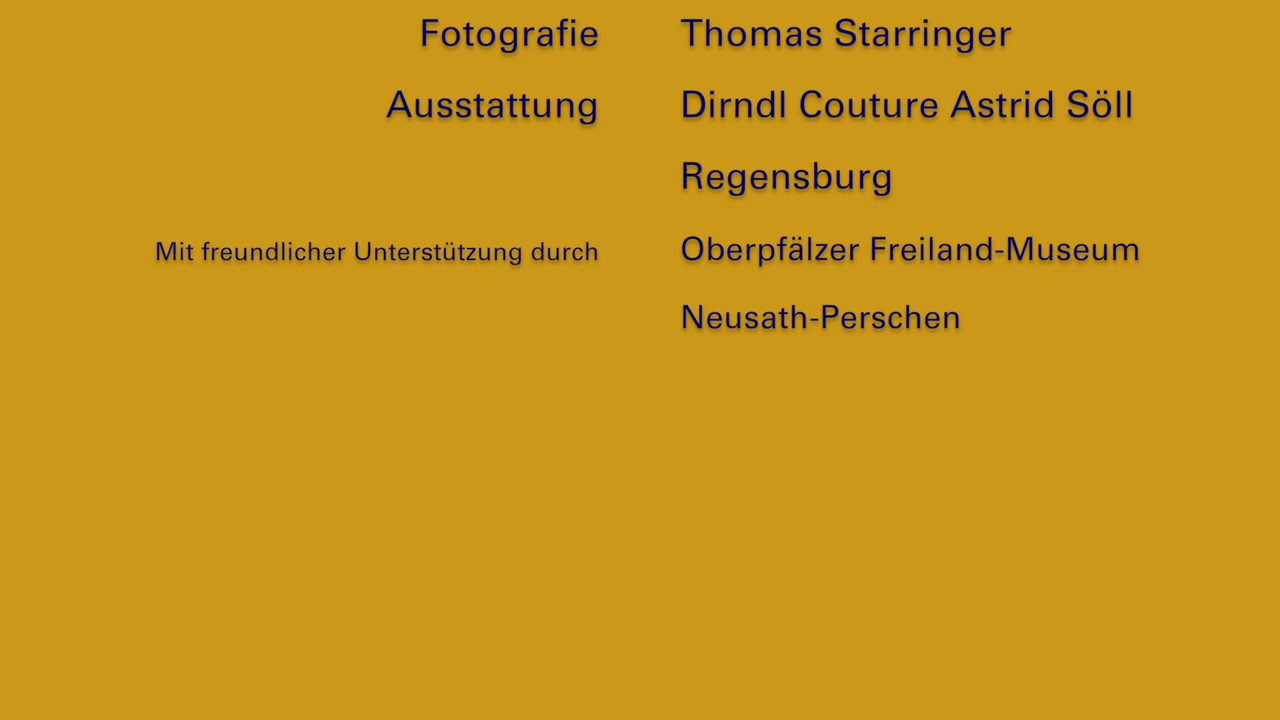 Fotografie Thomas Starringer
Ausstattung Dirndl Couture Astrid Söll
Regensburg
Mit freundlicher Unterstützung durch Oberpfälzer Freiland-Museum
Neusath-Perschen